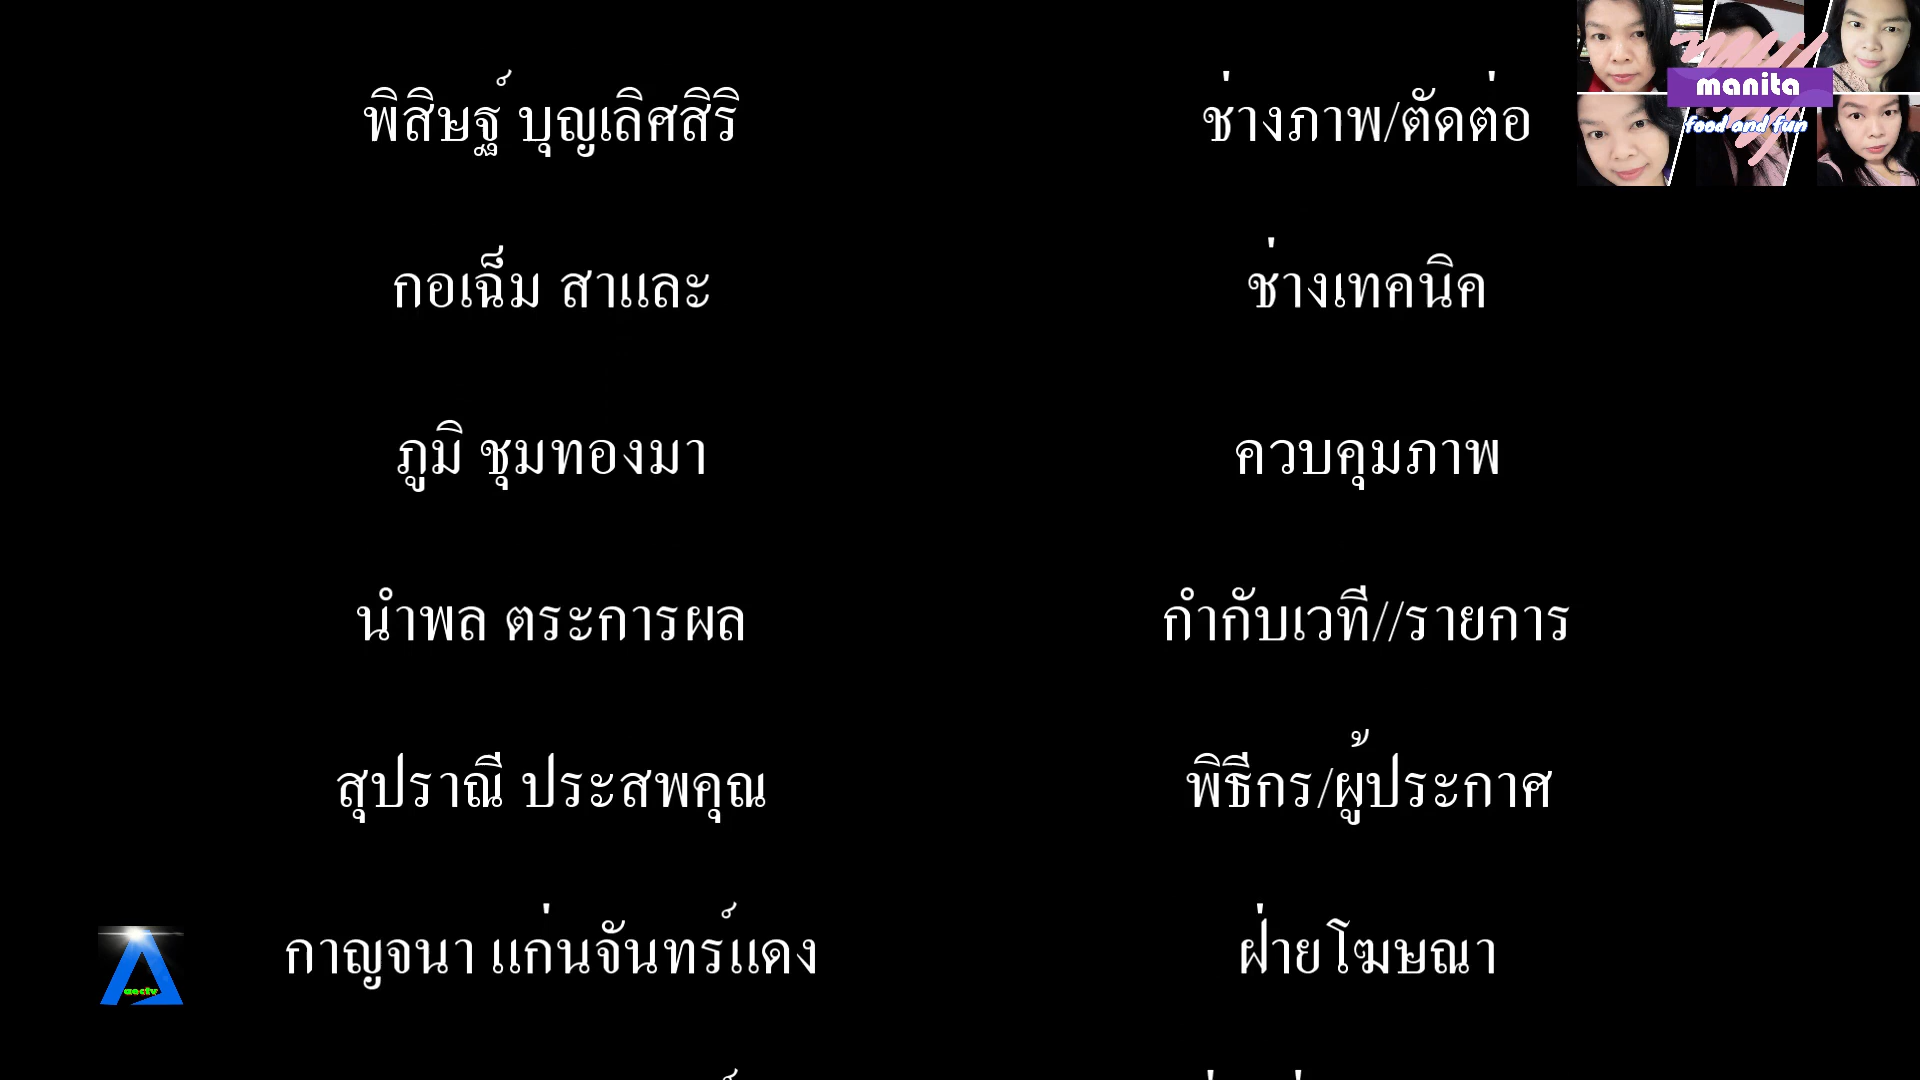 พิสิษฐ์ บุญเลิศสิริ ช่างภาพ/ตัดต่อ
manita
food and fun
กอเฉ็ม สาและ ช่างเทคนิค
ภูมิ ชุมทองมา ควบคุมภาพ
นำพล ตระการผล กำกับเวที//รายการ
สุปราณี ประสพคุณ พิธีกร/ผู้ประกาศ
กาญจนา แก่นจันทร์แดง ฝ่ายโฆษณา
aectv